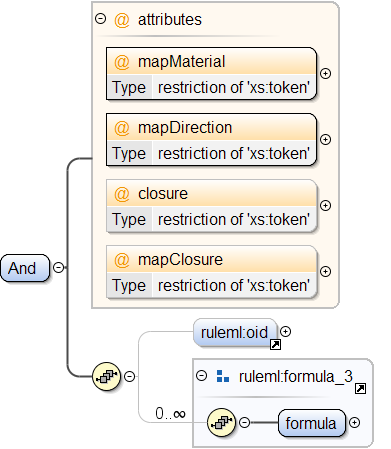 @ attributes
@ mapMaterial
Type restriction of 'xs:token'
@ mapDirection
Type restriction of 'xs:token'
@ closure
Type restriction of 'xs:token'
@ mapClosure
Type restriction of 'xs:token'
And
ruleml:oid
ruleml:formula_3
0..∞
formula